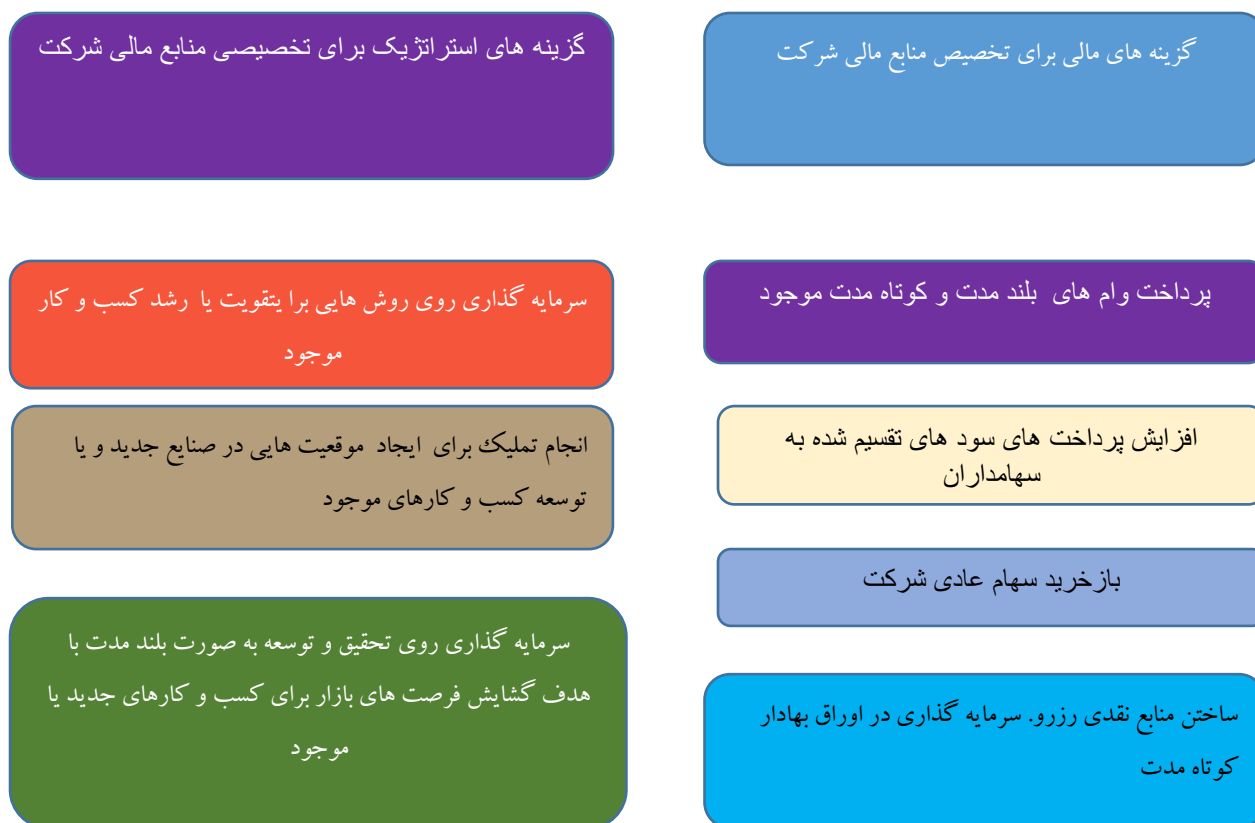 گزینه های مالی برای تخصیص منابع مالی شرکت
گزینه های استراتژیک برای تخصیصی منابع مالی شرکت
پرداخت وام های بلند مدت و کوتاه مدت موجود
سرمایه گذاری روی روش هایی برا یتقویت یا رشد کسب و کار
موجود
افزایش پرداخت های سود های تقسیم شده به
سهامداران
انجام تملیک برای ایجاد موقعیت هایی در صنایع جدید و یا
توسعه کسب و کارهای موجود
بازخرید سهام عادی شرکت
سرمایه گذاری روی تحقیق و توسعه به صورت بلند مدت با
هدف گشایش فرصت های بازار برای کسب و کارهای جدید یا
موجود
ساختن منابع نقدی رزرو. سرمایه گذاری در اوراق بهادار
کوتاه مدت